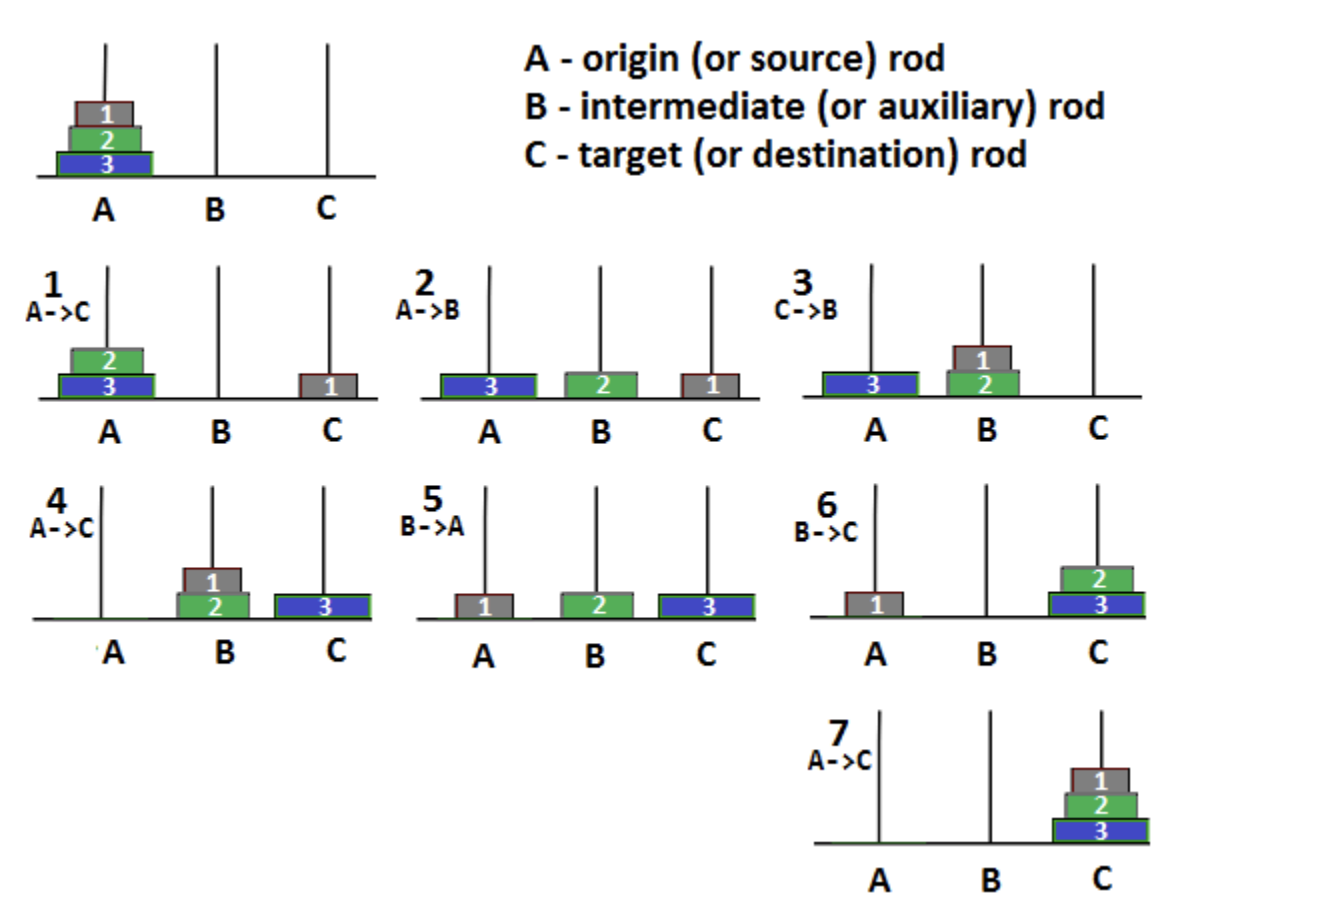 A - origin (or source) rod
B - intermediate (or auxiliary) rod
C - target (or destination) rod
1
2
3
A B C
1
A->C
2
3
1
A B C
2
A->B
3 2 1
A B C
3
C->B
1
3 2
A B C
4
A->C
1
2 3
A B C
5
B->A
1 2 3
A B C
6
B->C
2
1 3
A B C
7
A->C
1
2
3
A B C